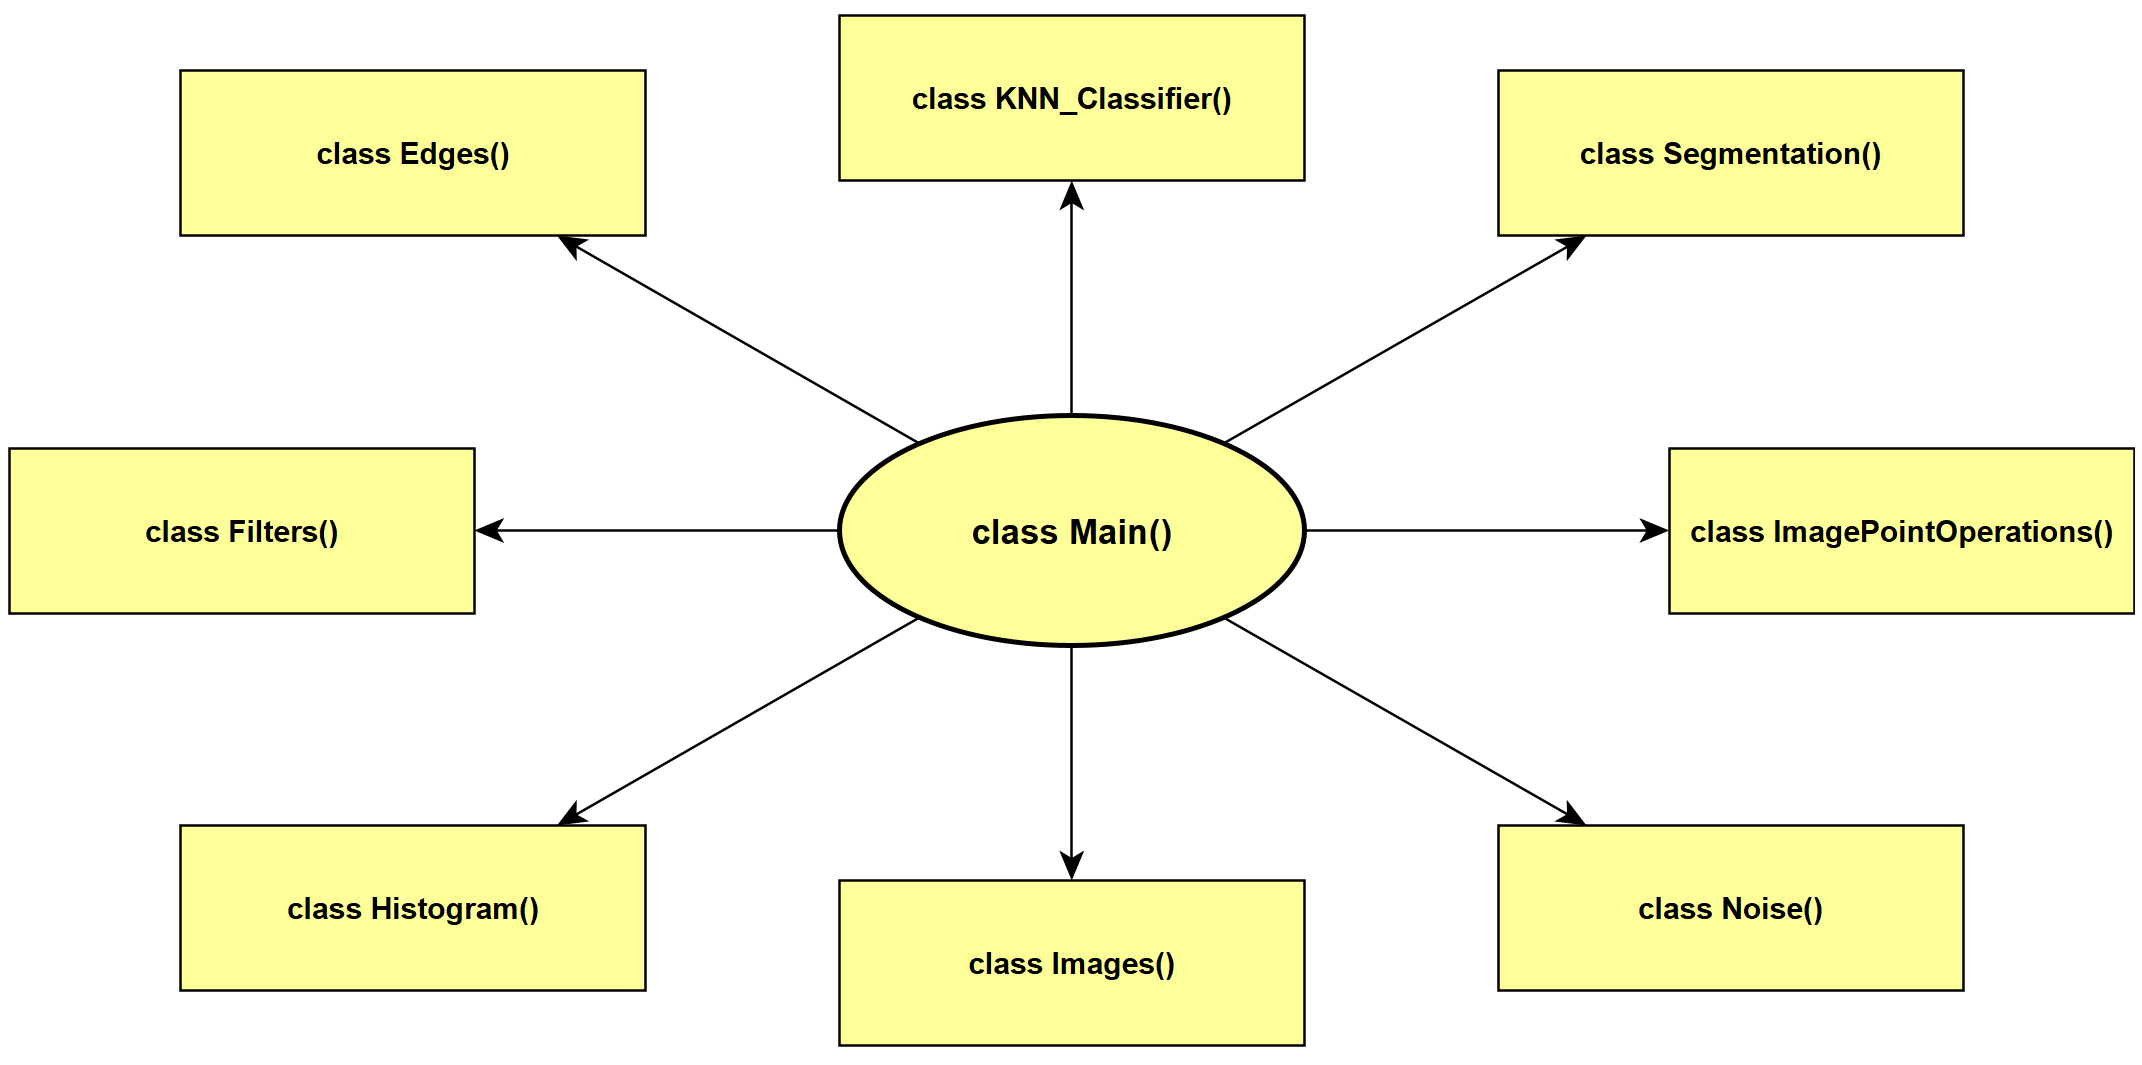 class KNN_Classifier()
class Edges()
class Segmentation()
class Filters()
class Main()
class ImagePointOperations()
class Histogram()
class Noise()
class Images()